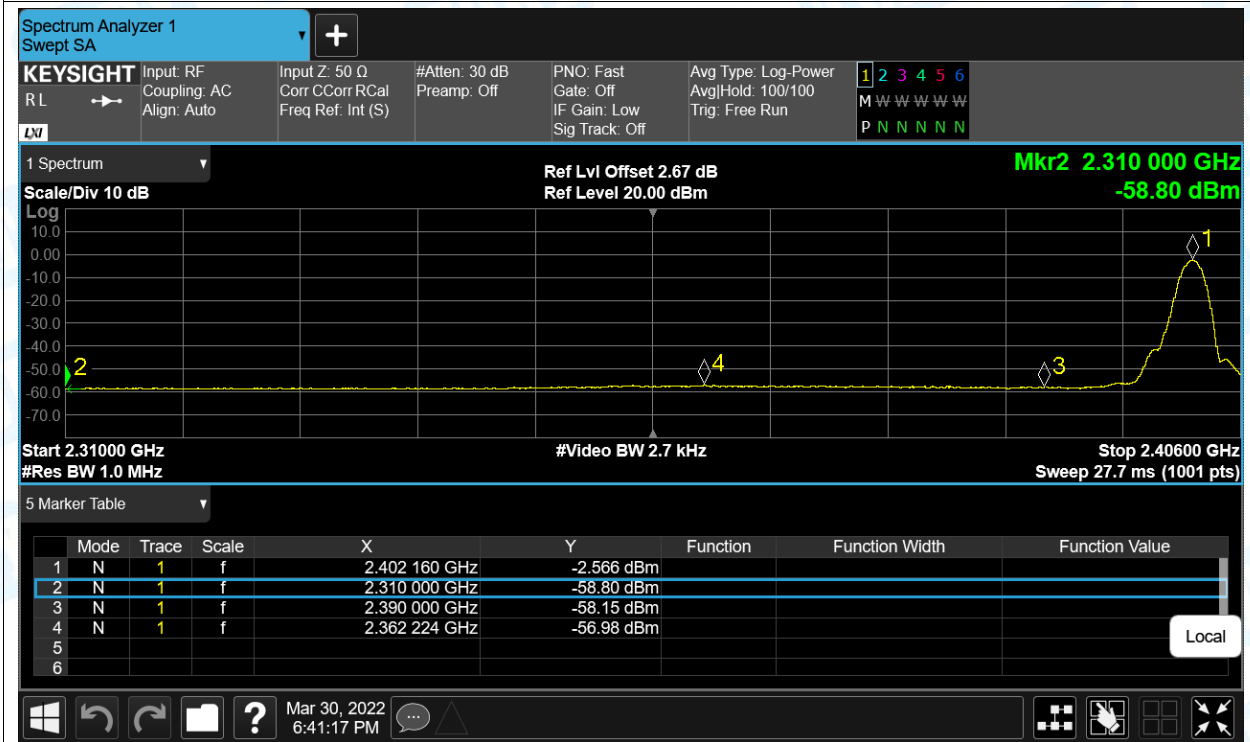 Spectrum Analyzer 1
Swept SA
+
KEYSIGHT Input: RF Input Z: 50 Ω #Atten: 30 dB PNO: Fast Avg Type: Log-Power 1 2 3 4 5 6
R L Coupling: AC Corr CCorr RCal Preamp: Off Gate: Off Avg|Hold: 100/100 M W W W W W
Align: Auto Freq Ref: Int (S) IF Gain: Low Trig: Free Run
LXI Sig Track: Off P N N N N N
1 Spectrum Ref Lvl Offset 2.67 dB Mkr2 2.310 000 GHz
Scale/Div 10 dB Ref Level 20.00 dBm -58.80 dBm
Log
10.0
0.00
-10.0
-20.0
-30.0
-40.0
-50.0
-60.0
-70.0
1
2
4
3
Start 2.31000 GHz #Video BW 2.7 kHz Stop 2.40600 GHz
#Res BW 1.0 MHz Sweep 27.7 ms (1001 pts)
5 Marker Table
Mode Trace Scale X Y Function Function Width Function Value
1 N 1 f 2.402 160 GHz -2.566 dBm
2 N 1 f 2.310 000 GHz -58.80 dBm
3 N 1 f 2.390 000 GHz -58.15 dBm
4 N 1 f 2.362 224 GHz -56.98 dBm
5
6
Local
? Mar 30, 2022
6:41:17 PM